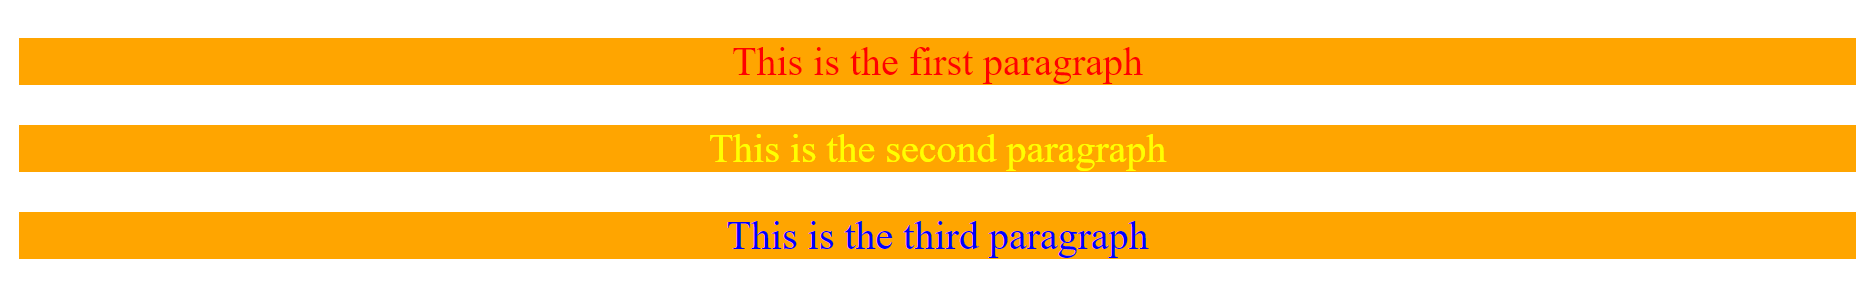 This is the first paragraph
This is the second paragraph
This is the third paragraph